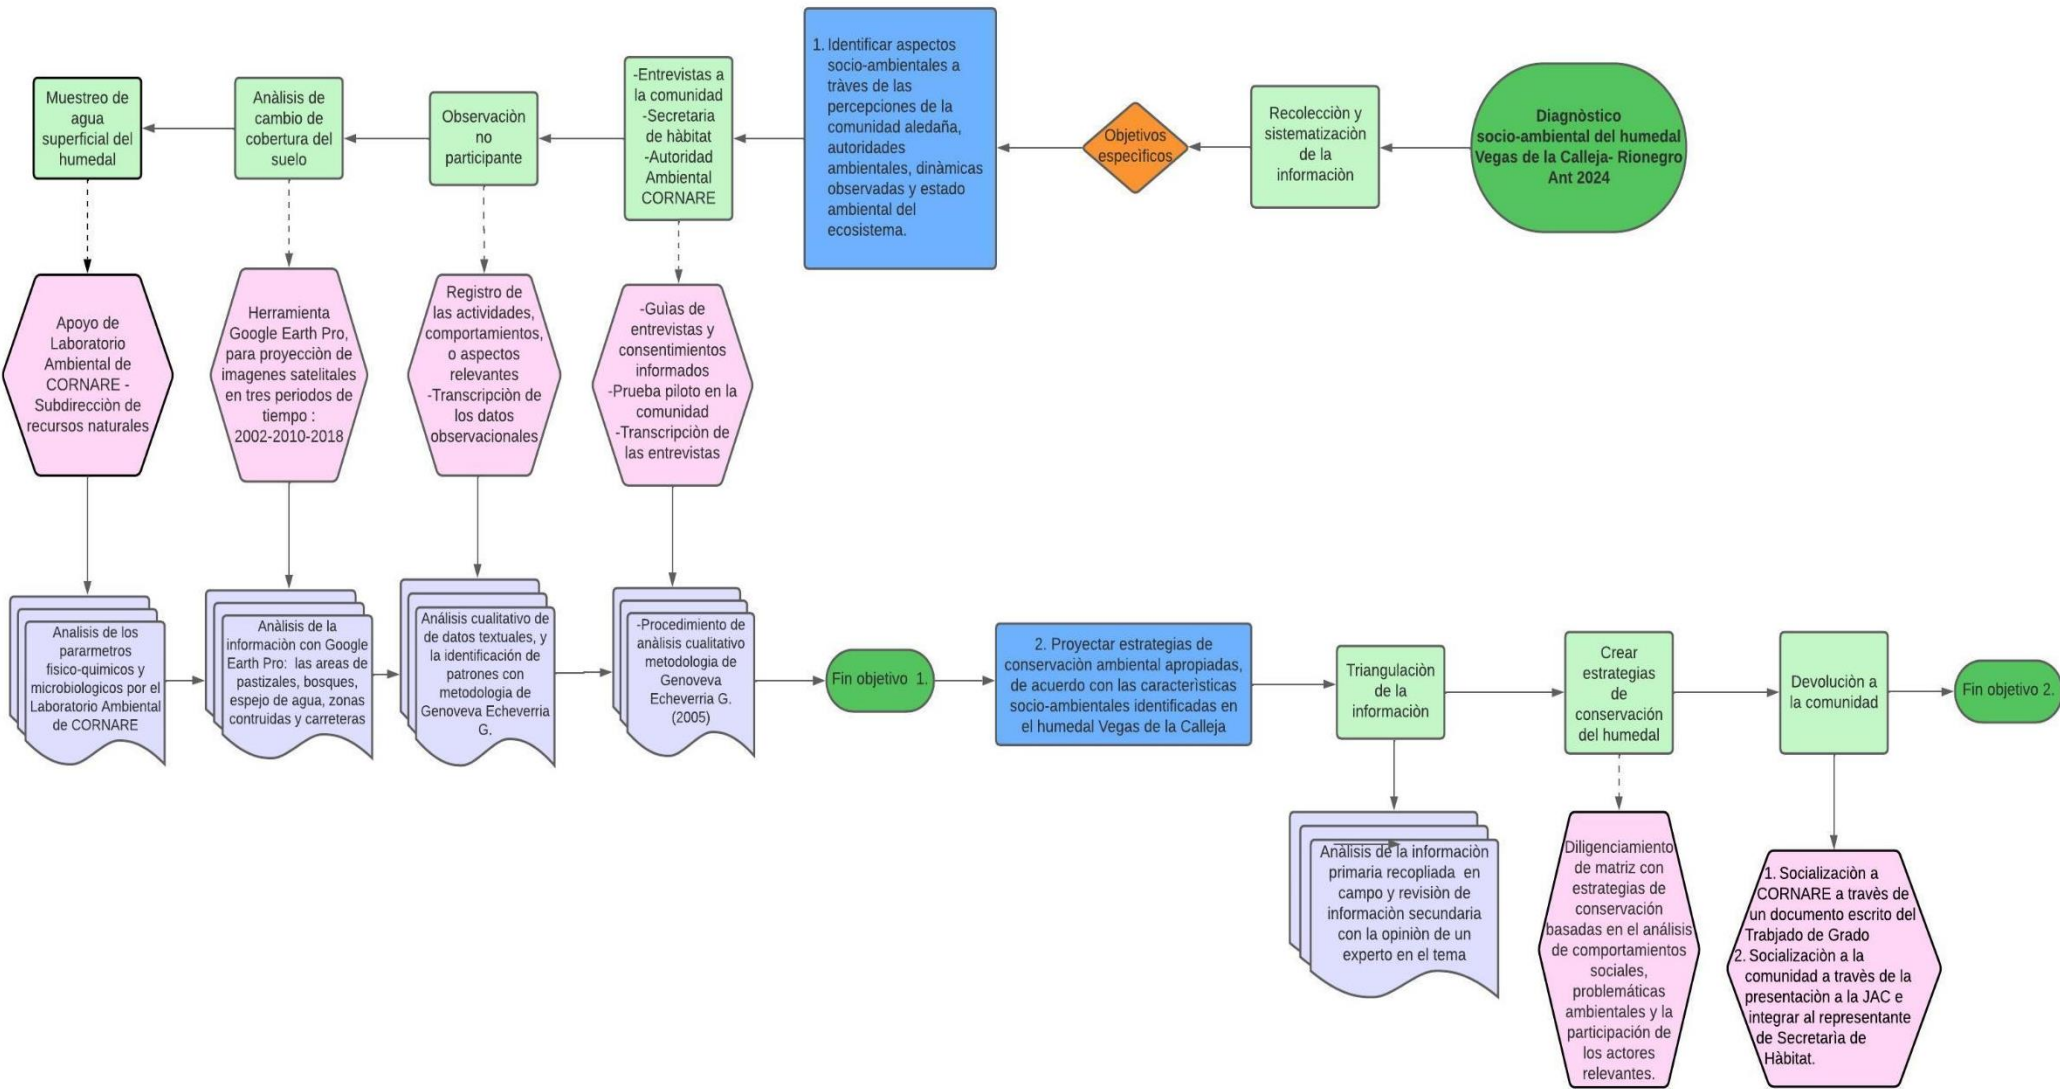 Diagnòstico
socio-ambiental del humedal
Vegas de la Calleja- Rionegro
Ant 2024
Recolecciòn y
sistematizaciòn
de la
informaciòn
Objetivos
especìficos
1. Identificar aspectos
socio-ambientales a
tràves de las
percepciones de la
comunidad aledaña,
autoridades
ambientales, dinàmicas
observadas y estado
ambiental del
ecosistema.
-Entrevistas a
la comunidad
-Secretaria
de hàbitat
-Autoridad
Ambiental
CORNARE
Observaciòn
no
participante
Anàlisis de
cambio de
cobertura del
suelo
Muestreo de
agua
superficial del
humedal
Apoyo de
Laboratorio
Ambiental de
CORNARE -
Subdirecciòn de
recursos naturales
Herramienta
Google Earth Pro,
para proyecciòn de
imagenes satelitales
en tres periodos de
tiempo :
2002-2010-2018
Registro de
las actividades,
comportamientos,
o aspectos
relevantes
-Transcripciòn de
los datos
observacionales
-Guìas de
entrevistas y
consentimientos
informados
-Prueba piloto en la
comunidad
-Transcripciòn de
las entrevistas
Analisis de los
pararmetros
fisico-quimicos y
microbiologicos por el
Laboratorio Ambiental
de CORNARE
Anàlisis de la
informaciòn con Google
Earth Pro: las areas de
pastizales, bosques,
espejo de agua, zonas
contruidas y carreteras
Análisis cualitativo de
de datos textuales, y
la identificación de
patrones con
metodologia de
Genoveva Echeverria
G.
-Procedimiento de
anàlisis cualitativo
metodologia de
Genoveva
Echeverria G.
(2005)
Fin objetivo 1.
2. Proyectar estrategias de
conservaciòn ambiental apropiadas,
de acuerdo con las caracterìsticas
socio-ambientales identificadas en
el humedal Vegas de la Calleja
Triangulaciòn
de la
informaciòn
Crear
estrategias
de
conservación
del humedal
Devoluciòn a
la comunidad
Fin objetivo 2.
Anàlisis de la informaciòn
primaria recopliada en
campo y revisiòn de
informaciòn secundaria
con la opiniòn de un
experto en el tema
Diligenciamiento
de matriz con
estrategias de
conservación
basadas en el análisis
de comportamientos
sociales,
problemáticas
ambientales y la
participación de
los actores
relevantes.
1. Socializaciòn a
CORNARE a travès de
un documento escrito del
Trabjado de Grado
2. Socializaciòn a la
comunidad a travès de la
presentaciòn a la JAC e
integrar al representante
de Secretarìa de
Hàbitat.